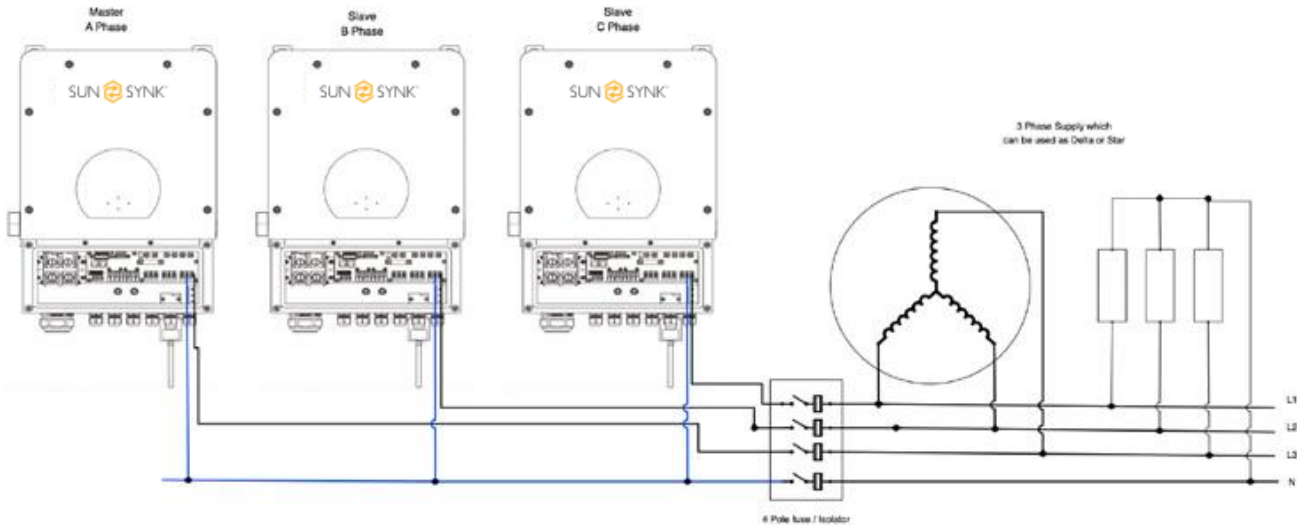 Master
A Phase
Slave
B Phase
Slave
C Phase
SUN SYNK
SUN SYNK
SUN SYNK
3 Phase Supply which
can be used as Delta or Star
L1
L2
L3
N
4 Pole fuse / Isolator